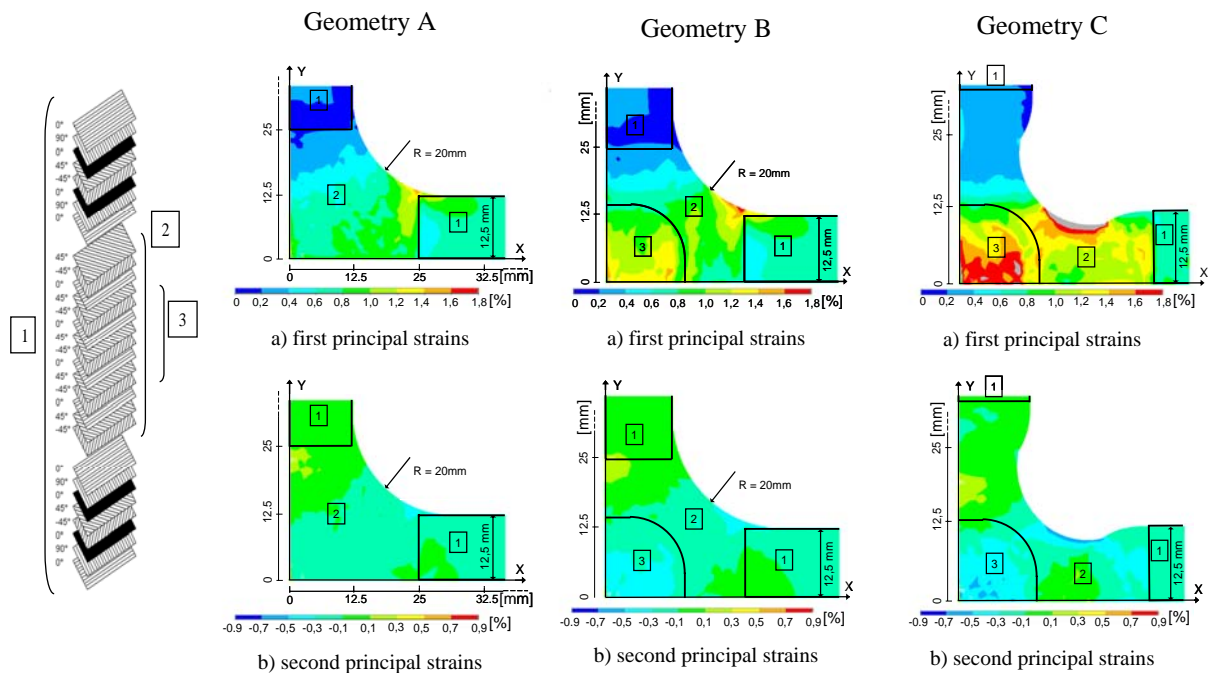 Geometry A
Geometry B
Geometry C
1
2
3
0°
90°
0°
45°
-45°
0°
90°
0°
45°
-45°
0°
45°
0°
-45°
0°
45°
0°
45°
-45°
0°
90°
0°
-45°
45°
0°
90°
0°
Y
1
25
R = 20mm
12.5
2
1
12,5 mm
0
X
0 12.5 25 32.5[mm]
0 0,2 0,4 0,6 0,8 1,0 1,2 1,4 1,6 1,8[%]
a) first principal strains
Y
[mm]
1
25
R = 20mm
12.5
2
3
1
12,5 mm
0
X
0 0,2 0,4 0,6 0,8 1,0 1,2 1,4 1,6 1,8[%]
a) first principal strains
Y
1
[mm]
25
12.5
3
2
1
12,5 mm
0
X
0 0,2 0,4 0,6 0,8 1,0 1,2 1,4 1,6 1,8[%]
a) first principal strains
Y
1
25
R = 20mm
12.5
2
1
12,5 mm
0
X
0 12.5 25 32.5[mm]
-0.9 -0,7 -0,5 -0,3 -0,1 0,1 0,3 0,5 0,7 0,9[%]
b) second principal strains
Y
[mm]
1
25
R = 20mm
12.5
2
3
1
12,5 mm
0
X
-0.9 -0,7 -0,5 -0,3 -0,1 0,1 0,3 0,5 0,7 0,9[%]
b) second principal strains
Y
1
[mm]
25
12.5
3
2
1
12,5 mm
0
X
-0.9 -0,7 -0,5 -0,3 -0,1 0,1 0,3 0,5 0,7 0,9[%]
b) second principal strains